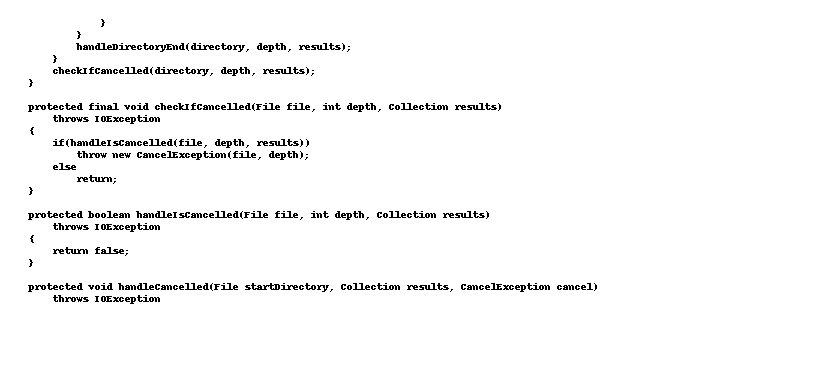 }
}
handleDirectoryEnd(directory, depth, results);
}
checkIfCancelled(directory, depth, results);
}
protected final void checkIfCancelled(File file, int depth, Collection results)
throws IOException
{
if(handleIsCancelled(file, depth, results))
throw new CancelException(file, depth);
else
return;
}
protected boolean handleIsCancelled(File file, int depth, Collection results)
throws IOException
{
return false;
}
protected void handleCancelled(File startDirectory, Collection results, CancelException cancel)
throws IOException